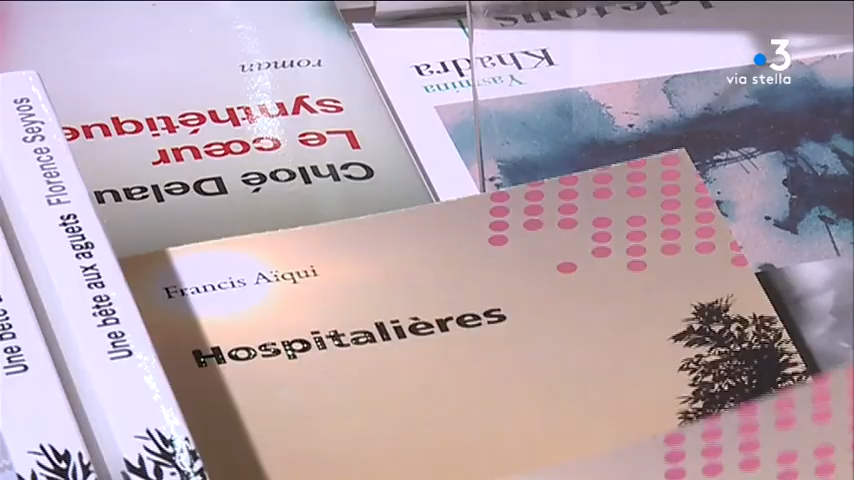 3
via stella
roman
Le cœur
synthétique
Chloé Delau
Yasmina
Khadra
Une bête aux aguets Florence Seyvos
Une bête
Francis Aïqui
Hospitalières